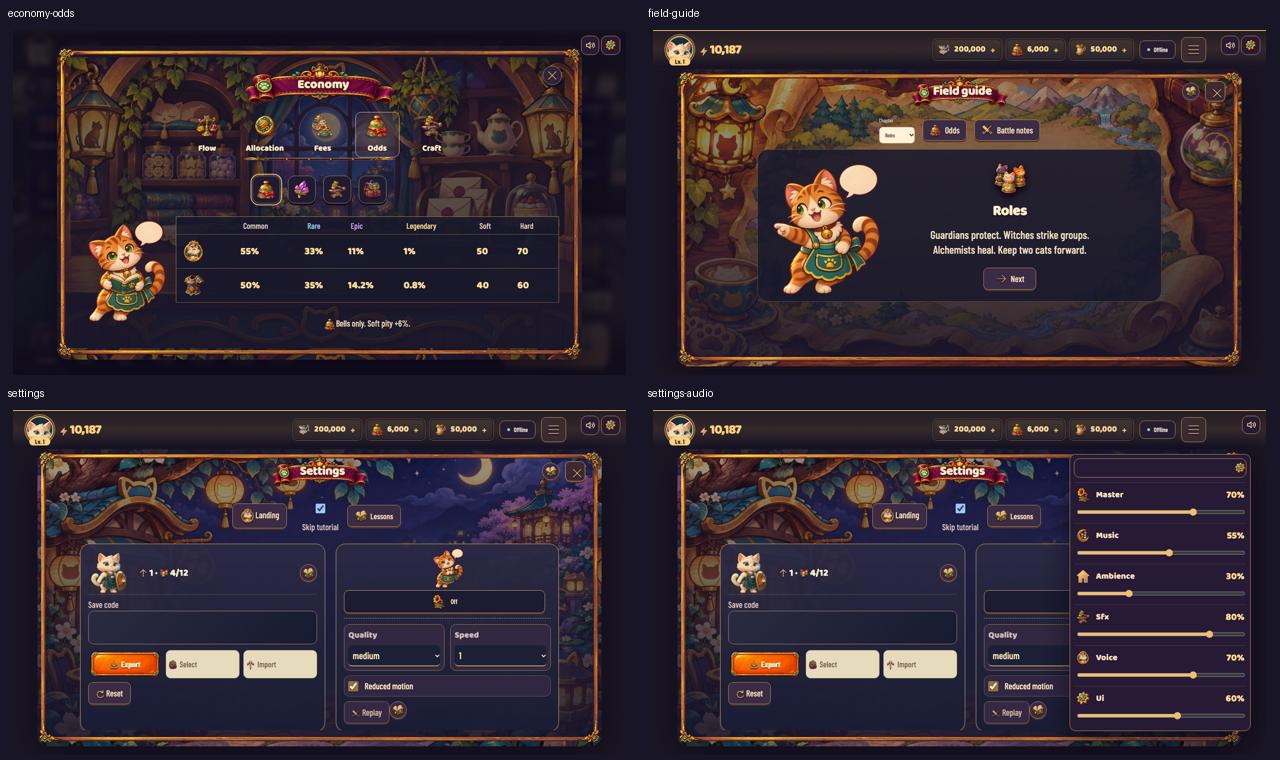 economy-odds
Economy
Flow
Allocation
Fees
Odds
Craft
Common Rare Epic Legendary Soft Hard
55% 33% 11% 1% 50 70
50% 35% 14.2% 0.8% 40 60
Bells only. Soft pity +6%.
field-guide
Lv.1
10,187
200,000 +
6,000 +
50,000 +
Offline
Field guide
Chapter
Roles
Odds
Battle notes
Roles
Guardians protect. Witches strike groups.
Alchemists heal. Keep two cats forward.
Next
settings
Lv.1
10,187
200,000 +
6,000 +
50,000 +
Offline
Settings
Landing
Skip tutorial
Lessons
1 · 4/12
Save code
Export
Select
Import
Reset
Off
Quality
medium
Speed
1
Reduced motion
Replay
settings-audio
Lv.1
10,187
200,000 +
6,000 +
50,000 +
Offline
Settings
Landing
Skip tutorial
Lessons
1 · 4/12
Save code
Export
Select
Import
Reset
Quality
medium
Reduced motion
Replay
Master 70%
Music 55%
Ambience 30%
Sfx 80%
Voice 70%
Ui 60%